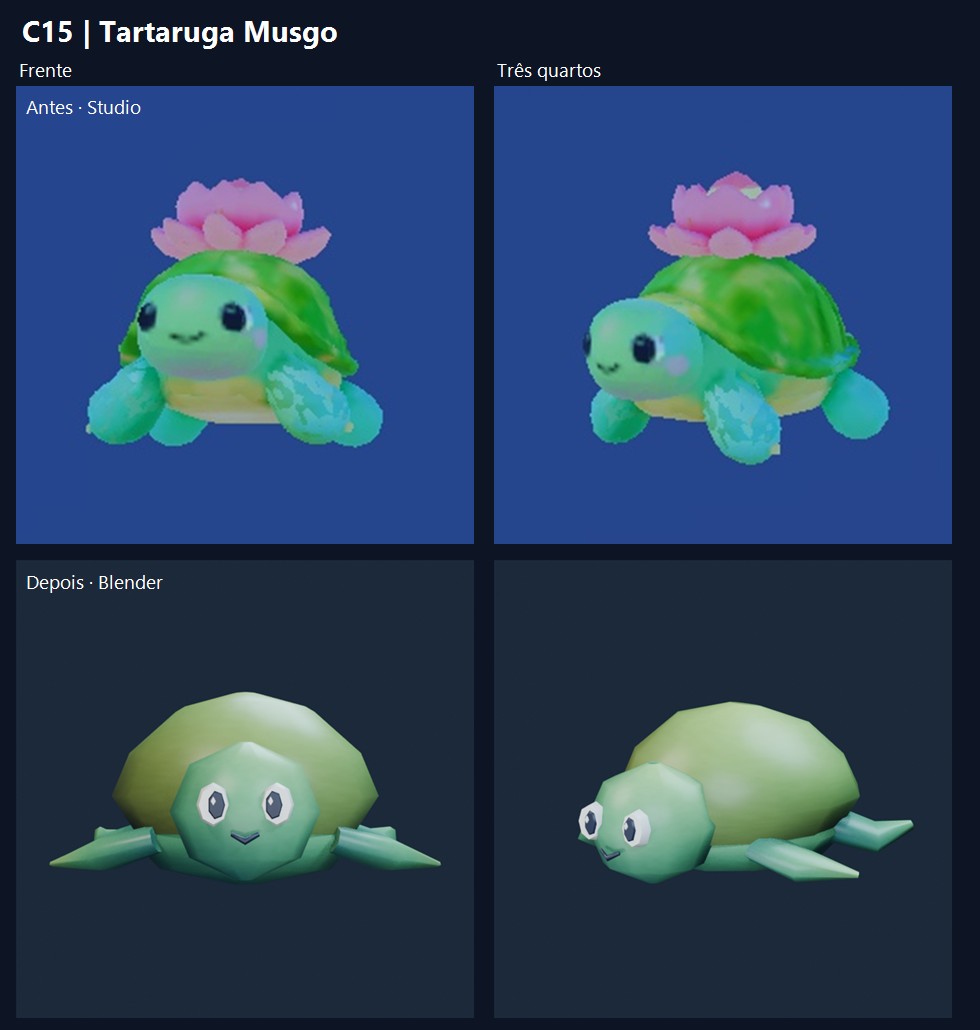 C15 | Tartaruga Musgo
Frente
Três quartos
Antes · Studio
Depois · Blender